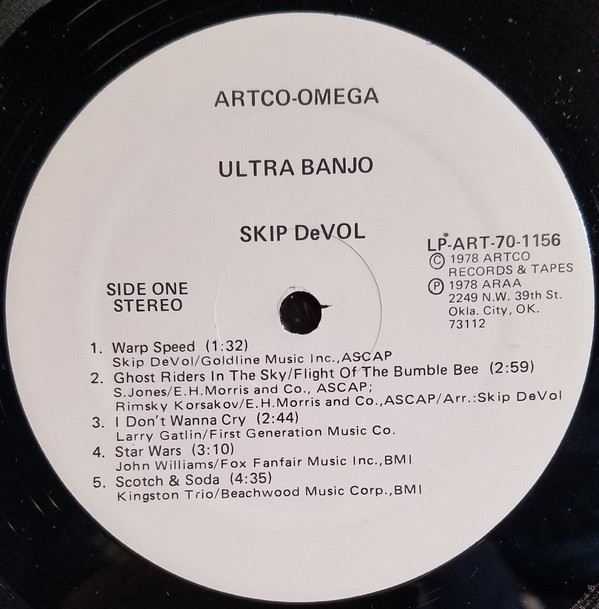 ARTCO-OMEGA
ULTRA BANJO
SKIP DeVOL
LP-ART-70-1156
Ⓒ 1978 ARTCO
RECORDS & TAPES
Ⓟ 1978 ARAA
2249 N.W. 39th St.
Okla. City, OK.
73112
SIDE ONE
STEREO
1. Warp Speed (1:32)
Skip DeVol/Goldline Music Inc.,ASCAP
2. Ghost Riders In The Sky/Flight Of The Bumble Bee (2:59)
S.Jones/E.H.Morris and Co., ASCAP;
Rimsky Korsakov/E.H.Morris and Co.,ASCAP/Arr.:Skip DeVol
3. I Don't Wanna Cry (2:44)
Larry Gatlin/First Generation Music Co.
4. Star Wars (3:10)
John Williams/Fox Fanfair Music Inc.,BMI
5. Scotch & Soda (4:35)
Kingston Trio/Beachwood Music Corp.,BMI